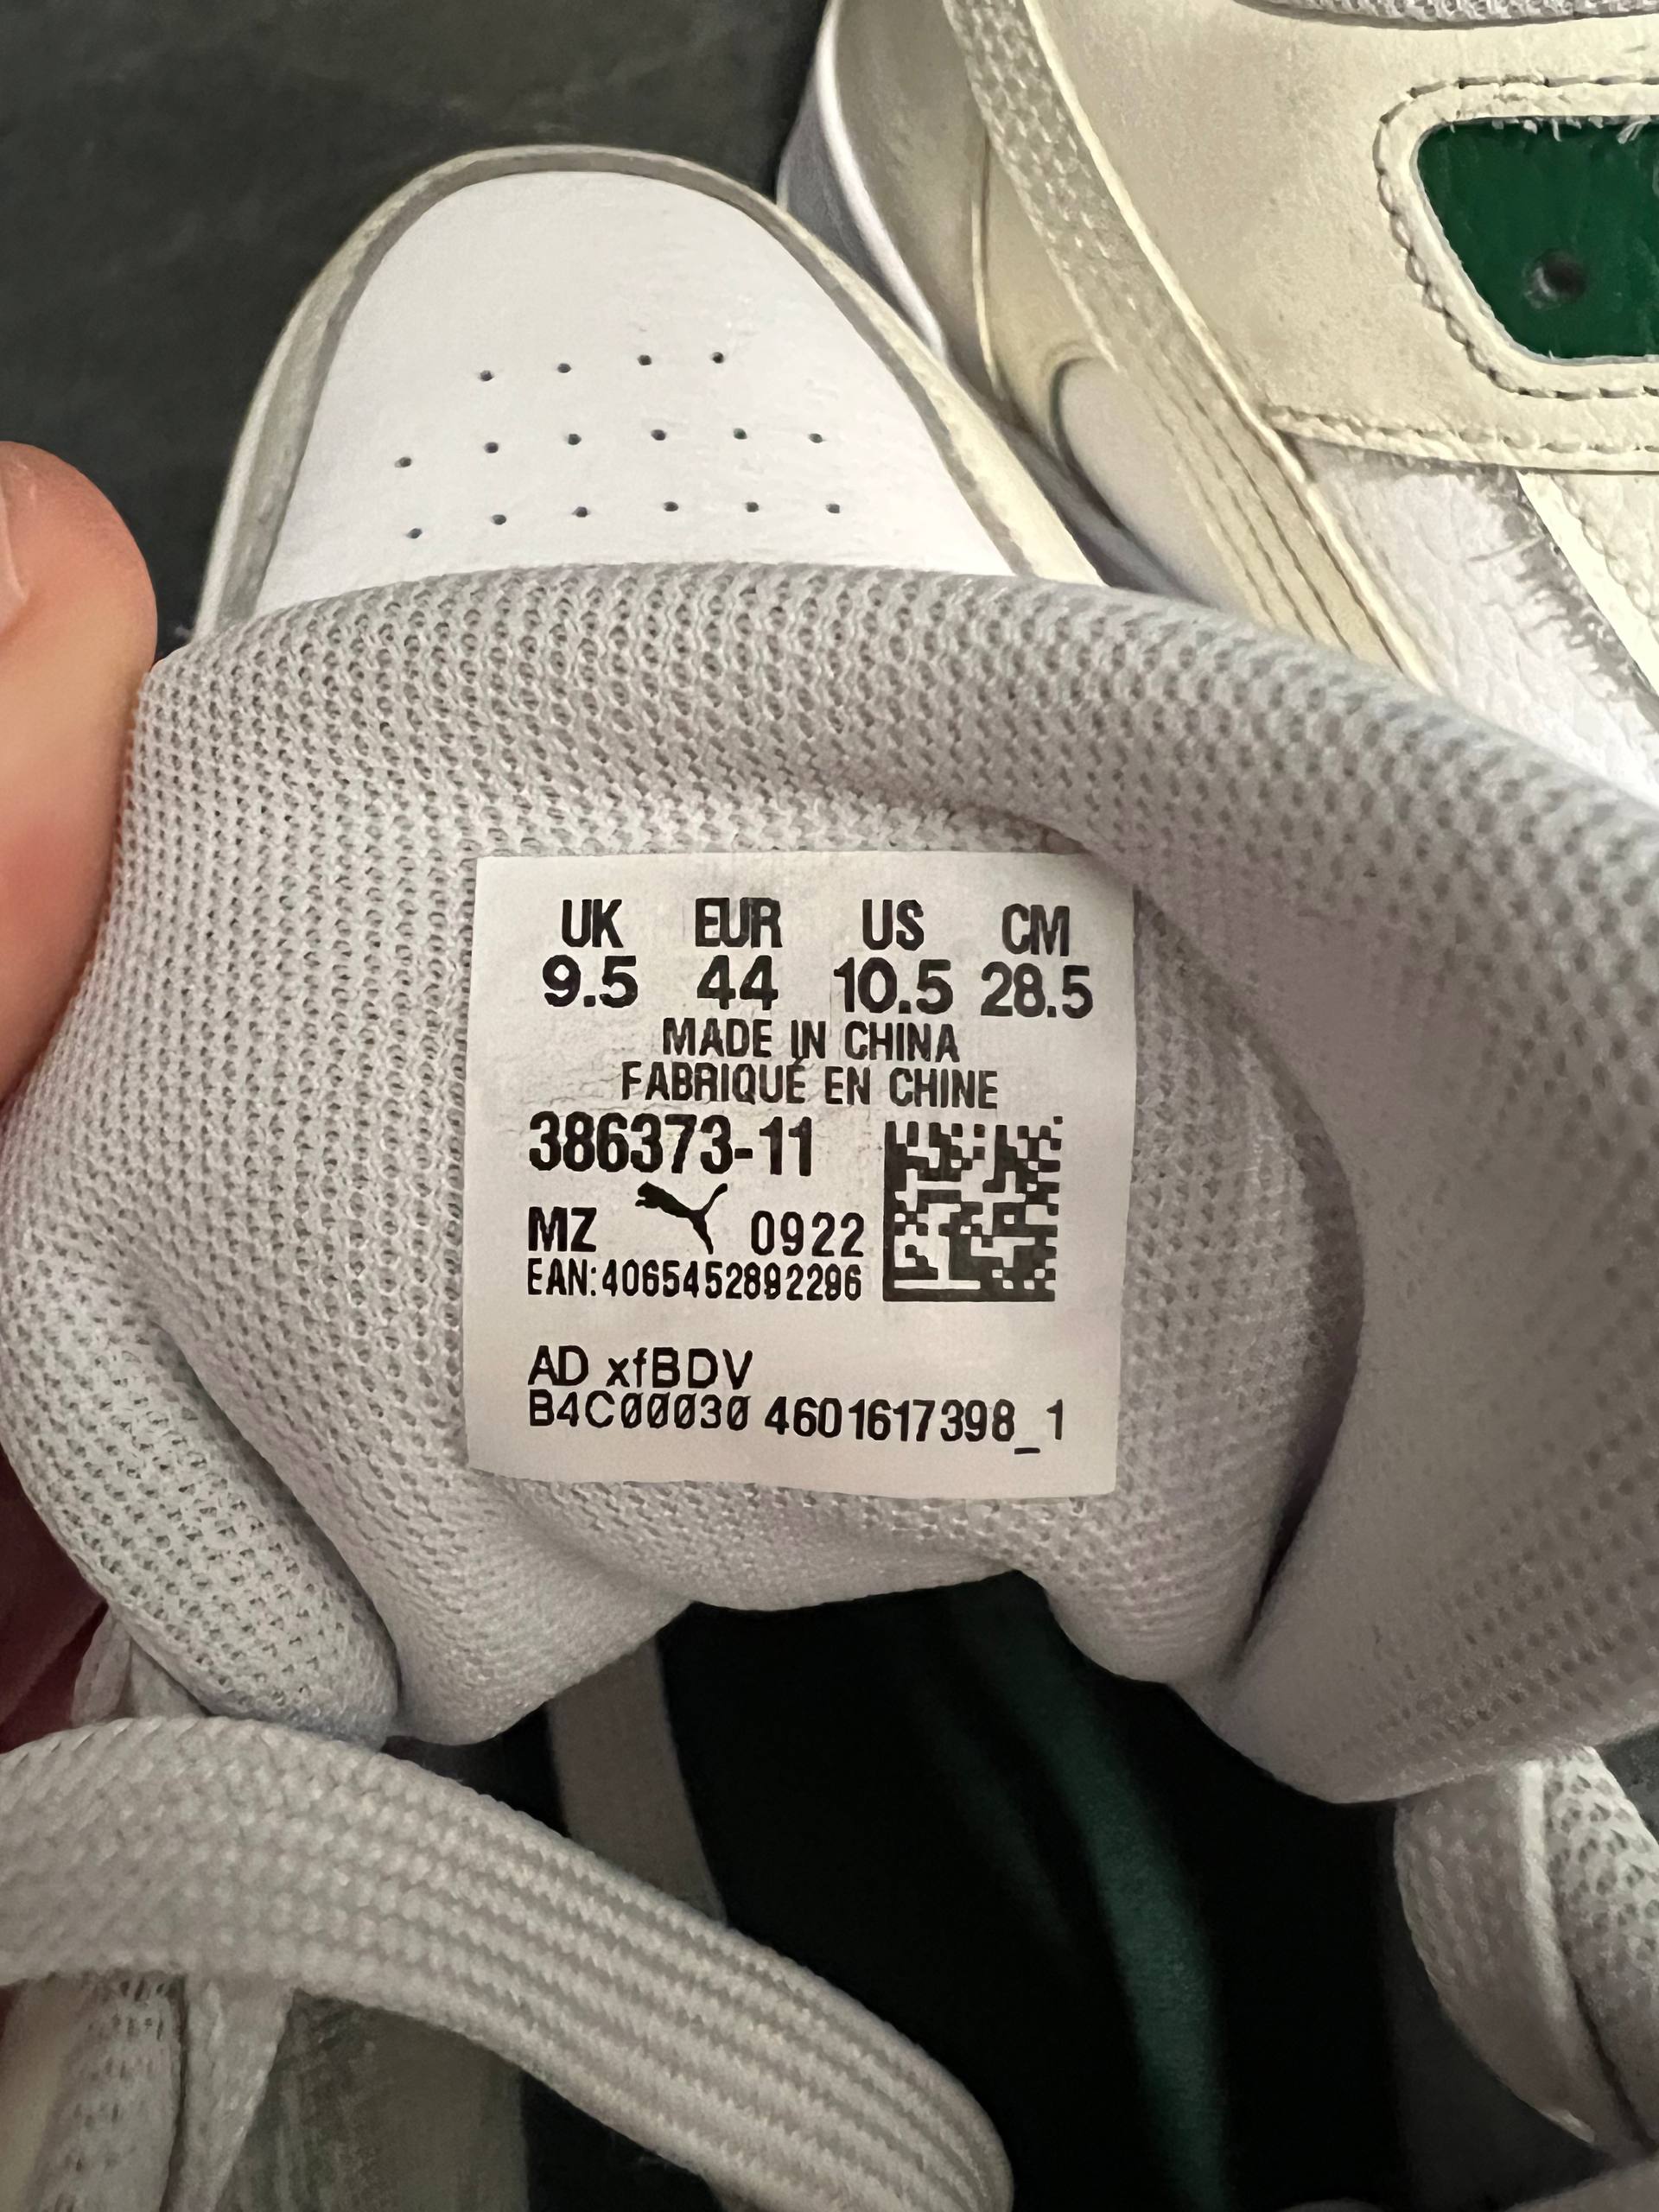 UK EUR US CM
9.5 44 10.5 28.5
MADE IN CHINA
FABRIQUÉ EN CHINE
386373-11
MZ 0922
EAN:4065452892296
AD xfBDV
B4C00030 4601617398_1